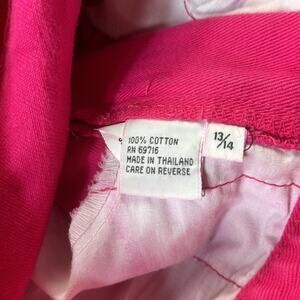 100% COTTON
RN 69716
MADE IN THAILAND
CARE ON REVERSE
13/14